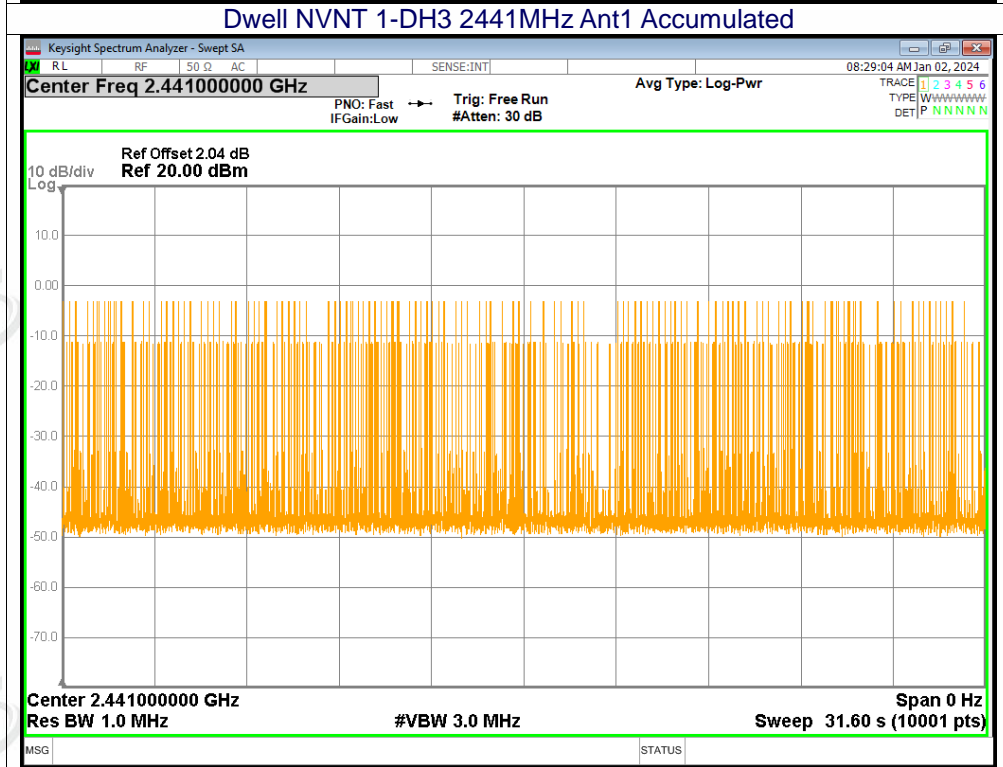 Dwell NVNT 1-DH3 2441MHz Ant1 Accumulated
Keysight Spectrum Analyzer - Swept SA
LXI RL RF 50 Ω AC SENSE:INT 08:29:04 AM Jan 02, 2024
Center Freq 2.441000000 GHz Avg Type: Log-Pwr TRACE 1 2 3 4 5 6
PNO: Fast Trig: Free Run TYPE WWWWWW
IFGain:Low #Atten: 30 dB DET P N N N N N
Ref Offset 2.04 dB
10 dB/div Ref 20.00 dBm
Log
10.0
0.00
-10.0
-20.0
-30.0
-40.0
-50.0
-60.0
-70.0
Center 2.441000000 GHz Span 0 Hz
Res BW 1.0 MHz #VBW 3.0 MHz Sweep 31.60 s (10001 pts)
MSG STATUS